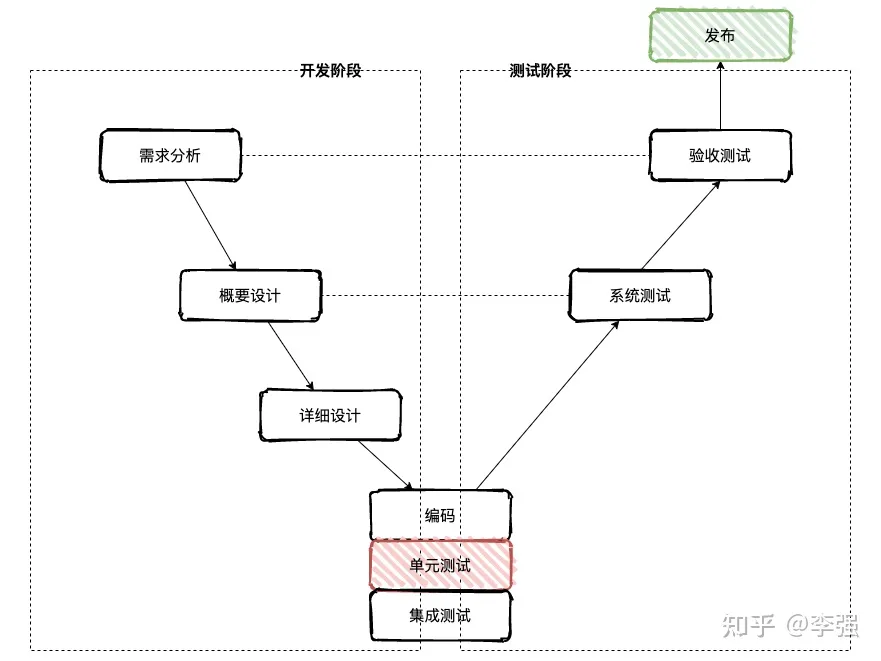 发布
开发阶段
测试阶段
需求分析
验收测试
概要设计
系统测试
详细设计
编码
单元测试
集成测试
知乎 @李强